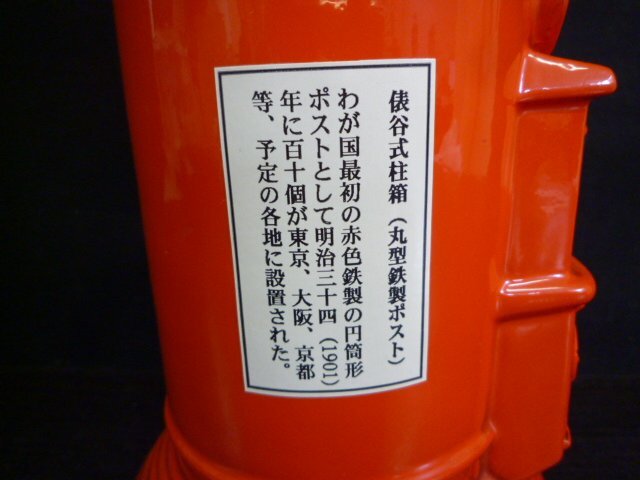 俵谷式柱箱（丸型鉄製ポスト）
わが国最初の赤色鉄製の円筒形
ポストとして明治三十四（1901）
年に百十個が東京、大阪、京都
等、予定の各地に設置された。